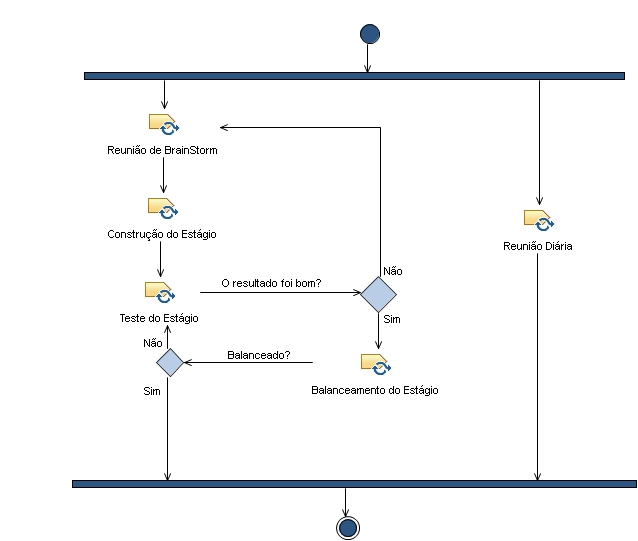 Reunião de BrainStorm
Construção do Estágio
Reunião Diária
Não
O resultado foi bom?
Teste do Estágio
Sim
Não
Balanceado?
Sim
Balanceamento do Estágio